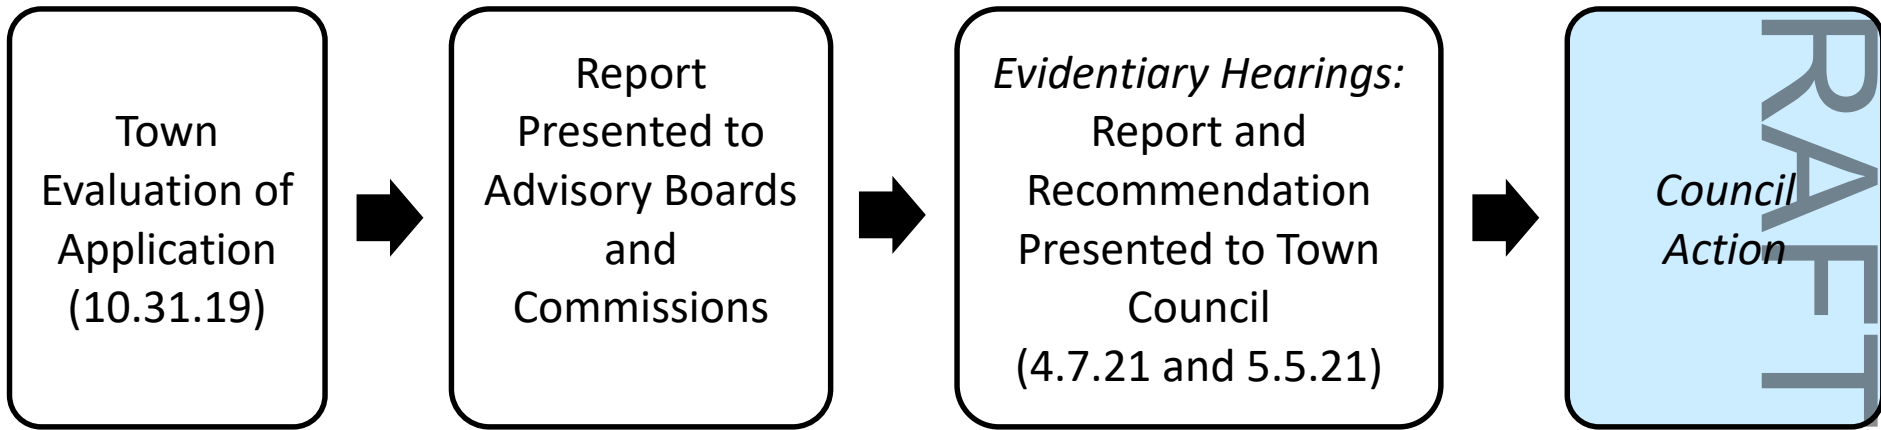 Town
Evaluation of
Application
(10.31.19)
Report
Presented to
Advisory Boards
and
Commissions
Evidentiary Hearings:
Report and
Recommendation
Presented to Town
Council
(4.7.21 and 5.5.21)
Council
Action
RAFT